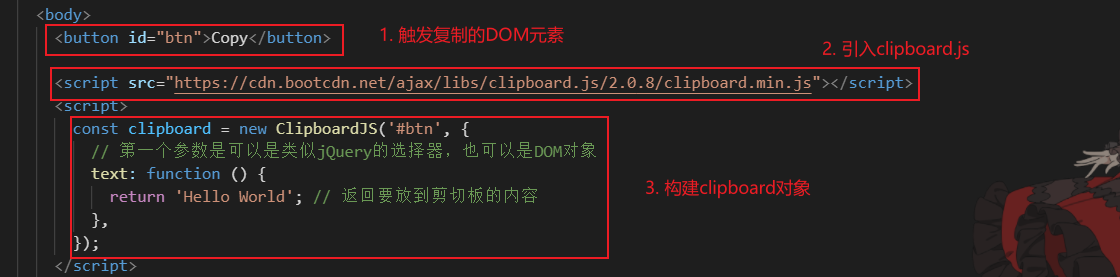 <body>
<button id="btn">Copy</button>
1. 触发复制的DOM元素
2. 引入clipboard.js
<script src="https://cdn.bootcdn.net/ajax/libs/clipboard.js/2.0.8/clipboard.min.js"></script>
<script>
const clipboard = new ClipboardJS('#btn', {
// 第一个参数是可以是类似jQuery的选择器，也可以是DOM对象
text: function () {
return 'Hello World'; // 返回要放到剪切板的内容
3. 构建clipboard对象
},
});
</script>